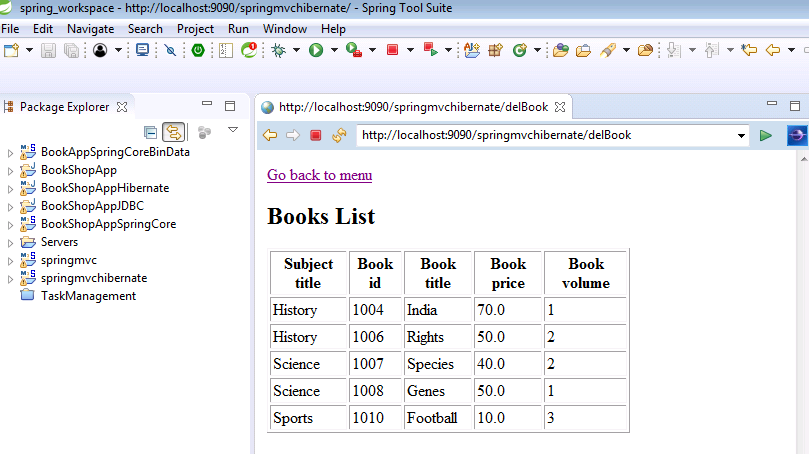 spring_workspace - http://localhost:9090/springmvchibernate/ - Spring Tool Suite
File Edit Navigate Search Project Run Window Help
Package Explorer
http://localhost:9090/springmvchibernate/delBook
http://localhost:9090/springmvchibernate/delBook
BookAppSpringCoreBinData
BookShopApp
BookShopAppHibernate
BookShopAppJDBC
BookShopAppSpringCore
Servers
springmvc
springmvchibernate
TaskManagement
Go back to menu
Books List
Subject title Book id Book title Book price Book volume
History 1004 India 70.0 1
History 1006 Rights 50.0 2
Science 1007 Species 40.0 2
Science 1008 Genes 50.0 1
Sports 1010 Football 10.0 3